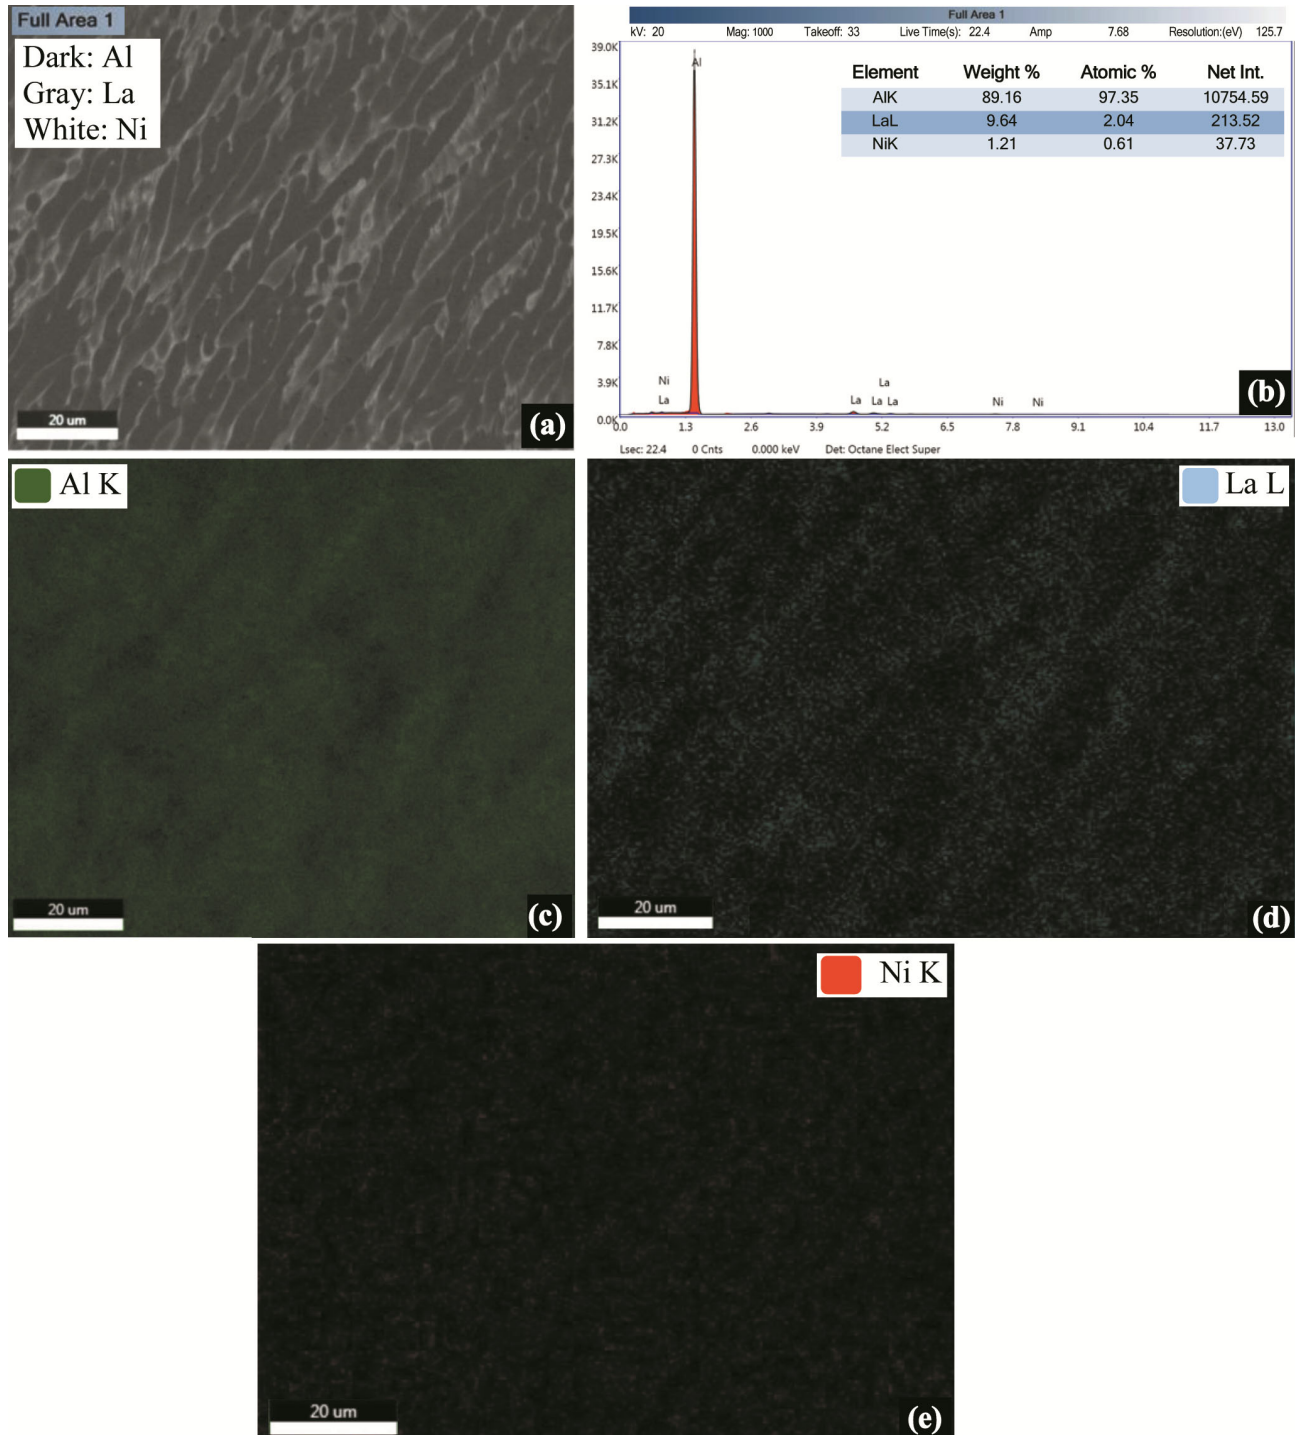 Full Area 1
Dark: Al
Gray: La
White: Ni
20 um
(a)
Full Area 1
kV: 20 Mag: 1000 Takeoff: 33 Live Time(s): 22.4 Amp 7.68 Resolution:(eV) 125.7
39.0K
35.1K
31.2K
27.3K
23.4K
19.5K
15.6K
11.7K
7.8K
3.9K
0.0K
Al
Element Weight % Atomic % Net Int.
AlK 89.16 97.35 10754.59
LaL 9.64 2.04 213.52
NiK 1.21 0.61 37.73
Ni La
La La La La Ni Ni
(b)
0.0 1.3 2.6 3.9 5.2 6.5 7.8 9.1 10.4 11.7 13.0
Lsec: 22.4 0 Cnts 0.000 keV Det: Octane Elect Super
Al K
20 um
(c)
La L
20 um
(d)
Ni K
20 um
(e)